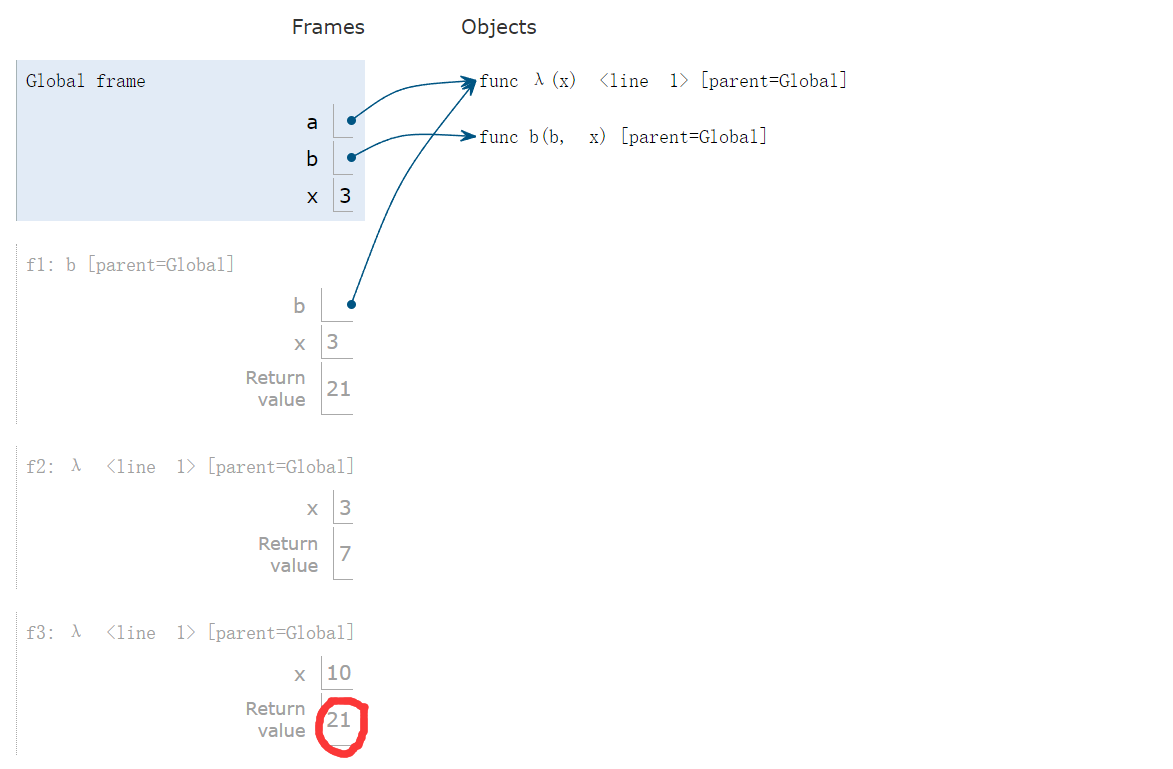 Frames Objects
Global frame
func λ(x) <line 1> [parent=Global]
a
func b(b, x) [parent=Global]
b
x 3
f1: b [parent=Global]
b
x 3
Return
value 21
f2: λ <line 1> [parent=Global]
x 3
Return
value 7
f3: λ <line 1> [parent=Global]
x 10
Return
value 21